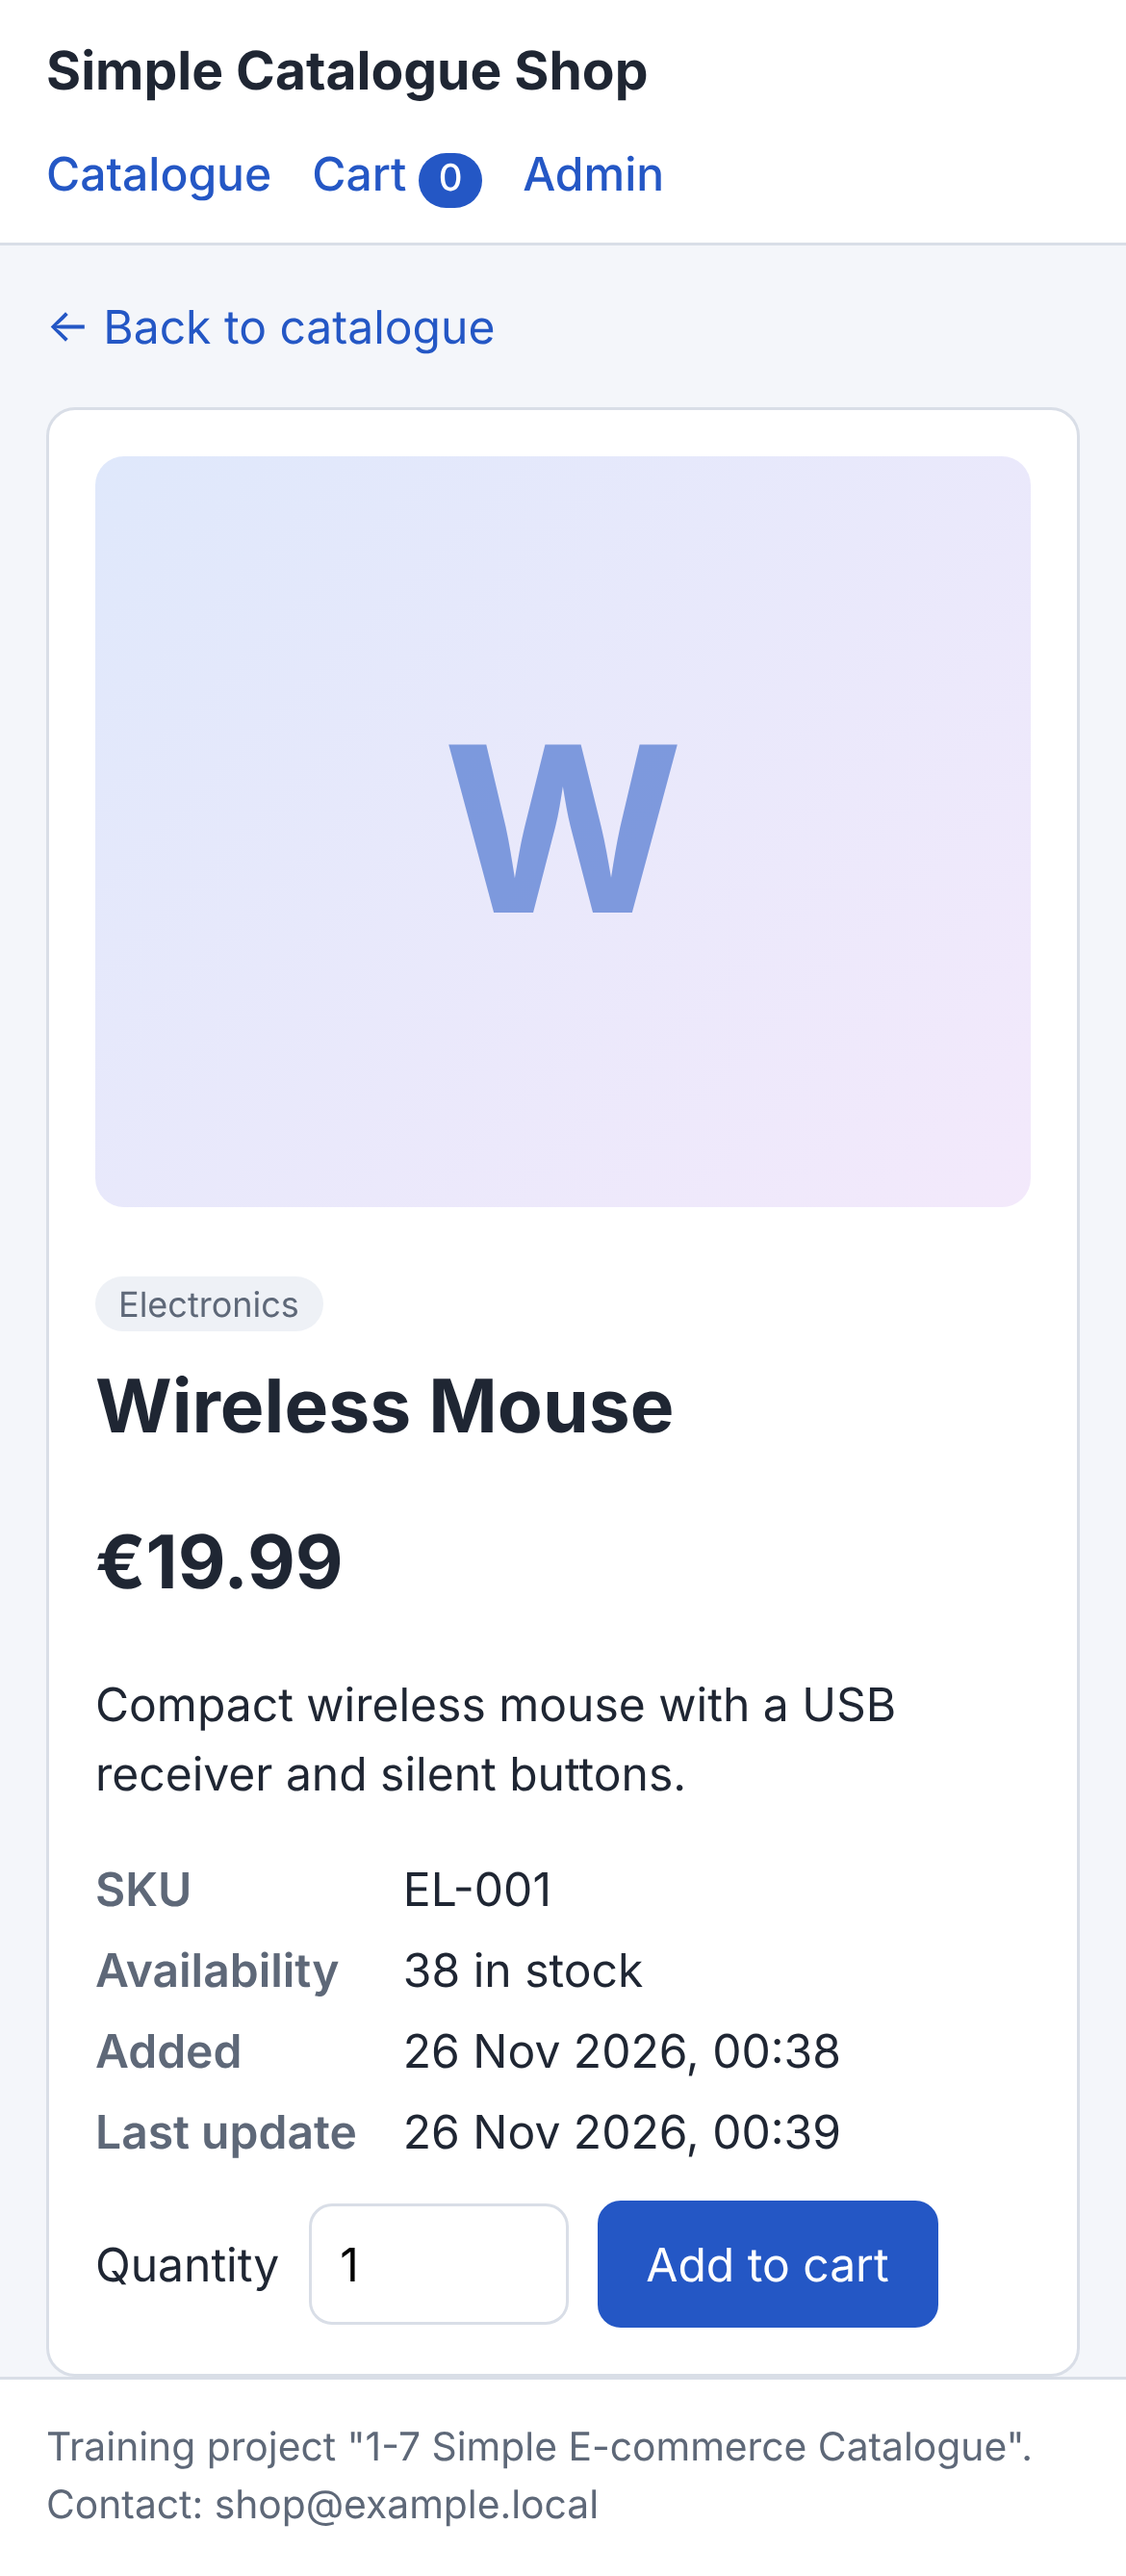 Simple Catalogue Shop
Catalogue Cart 0 Admin
← Back to catalogue
W
Electronics
Wireless Mouse
€19.99
Compact wireless mouse with a USB
receiver and silent buttons.
SKU EL-001
Availability 38 in stock
Added 26 Nov 2026, 00:38
Last update 26 Nov 2026, 00:39
Quantity 1 Add to cart
Training project "1-7 Simple E-commerce Catalogue".
Contact: shop@example.local